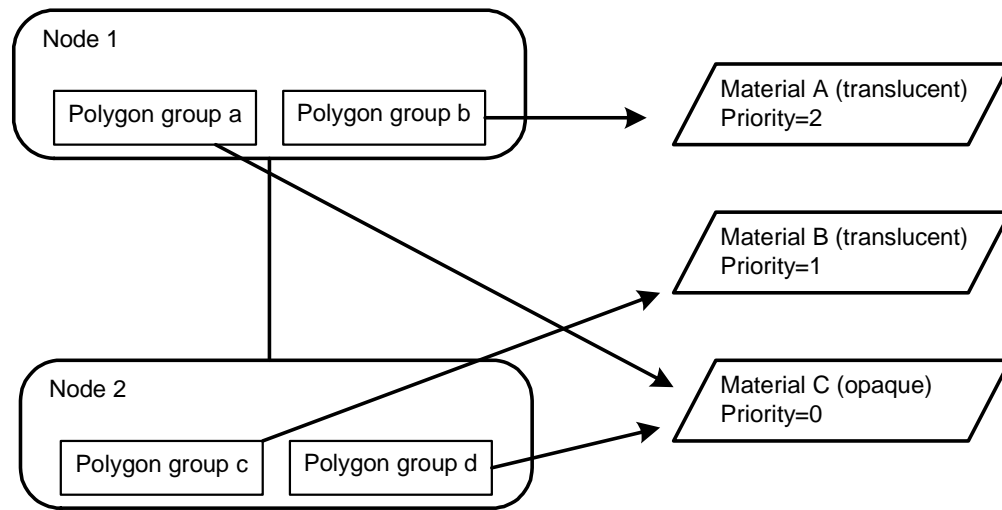 Node 1
Polygon group a
Polygon group b
Material A (translucent)
Priority=2
Material B (translucent)
Priority=1
Node 2
Polygon group c
Polygon group d
Material C (opaque)
Priority=0